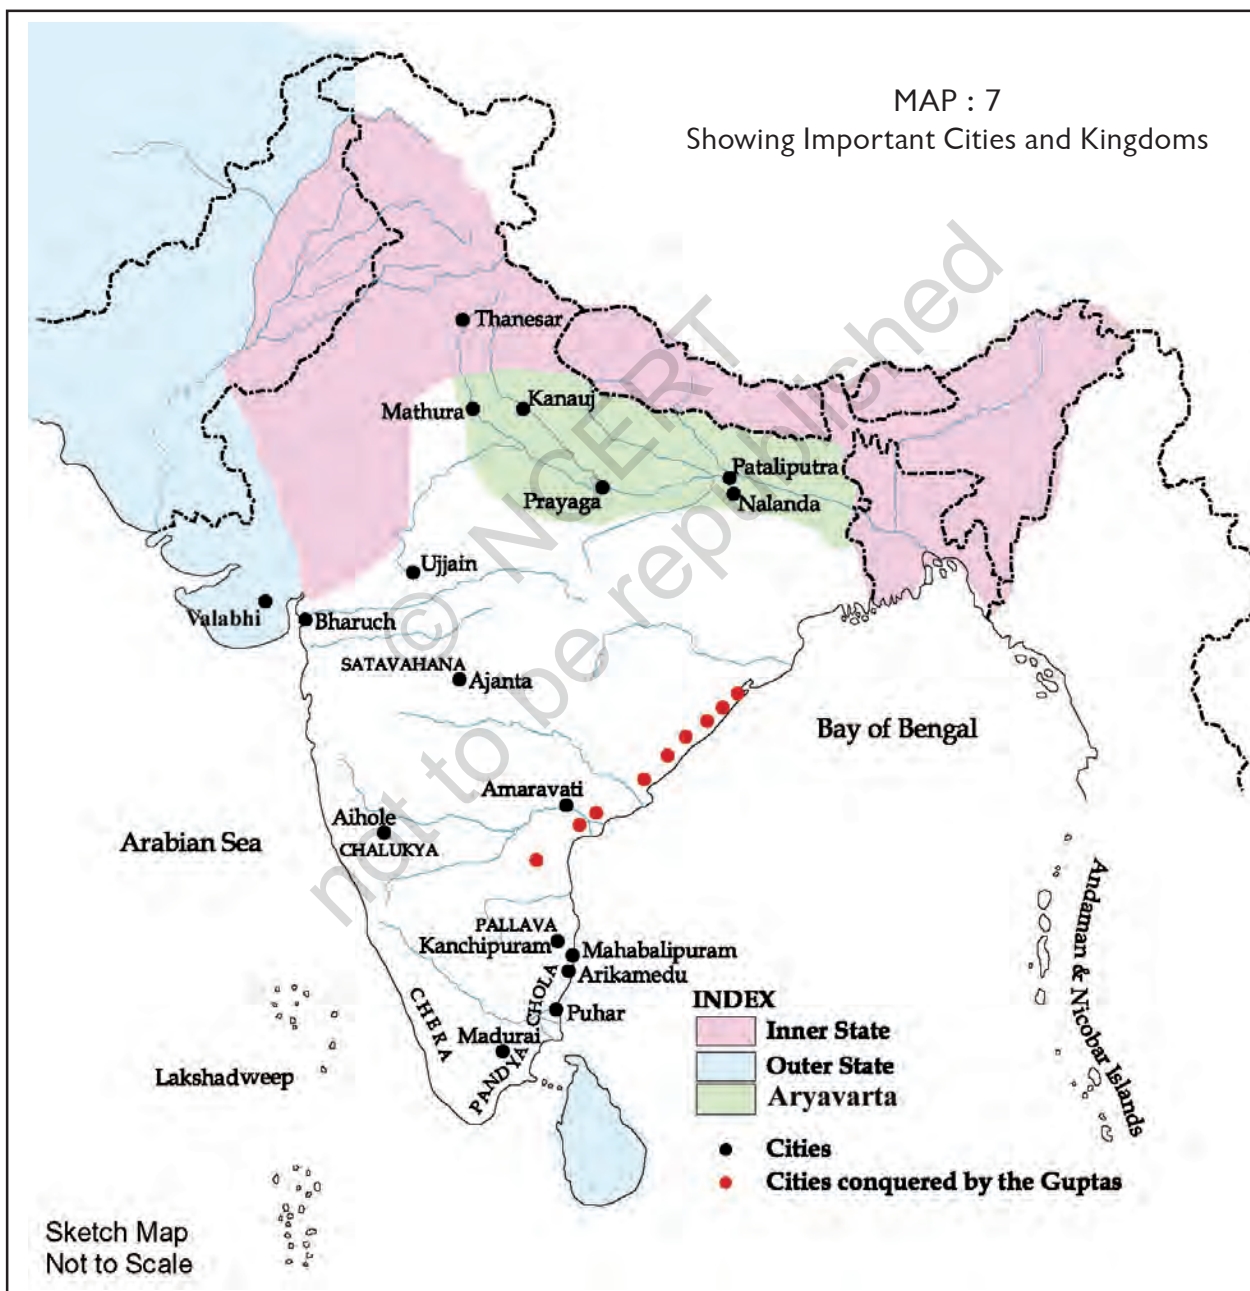 MAP : 7
Showing Important Cities and Kingdoms
© NCERT
not to be republished
Thanesar
Kanauj
Mathura
Pataliputra
Prayaga
Nalanda
Ujjain
Valabhi
Bharuch
SATAVAHANA
Ajanta
Bay of Bengal
Amaravati
Aihole
CHALUKYA
Arabian Sea
PALLAVA
Kanchipuram
Mahabalipuram
Arikamedu
CHOLA
Puhar
CHERA
Madurai
PANDYA
Lakshadweep
Andaman & Nicobar Islands
INDEX
Inner State
Outer State
Aryavarta
Cities
Cities conquered by the Guptas
Sketch Map
Not to Scale